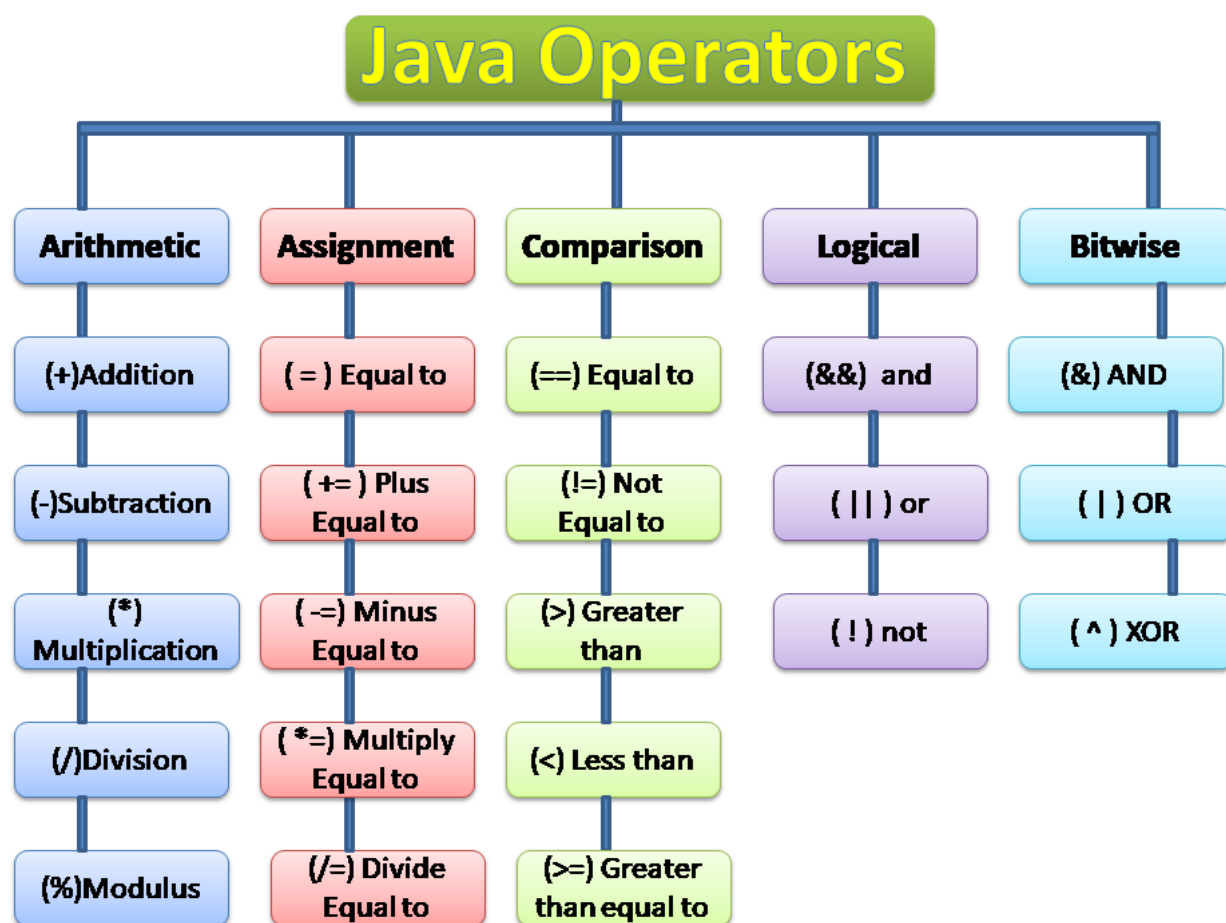 Java Operators
Arithmetic
(+)Addition
(-)Subtraction
(*)
Multiplication
(/)Division
(%)Modulus
Assignment
( = ) Equal to
( += ) Plus
Equal to
( -=) Minus
Equal to
( *=) Multiply
Equal to
(/=) Divide
Equal to
Comparison
(==) Equal to
(!=) Not
Equal to
(>) Greater
than
(<) Less than
(>=) Greater
than equal to
Logical
(&&) and
( || ) or
( ! ) not
Bitwise
(&) AND
( | ) OR
( ^ ) XOR